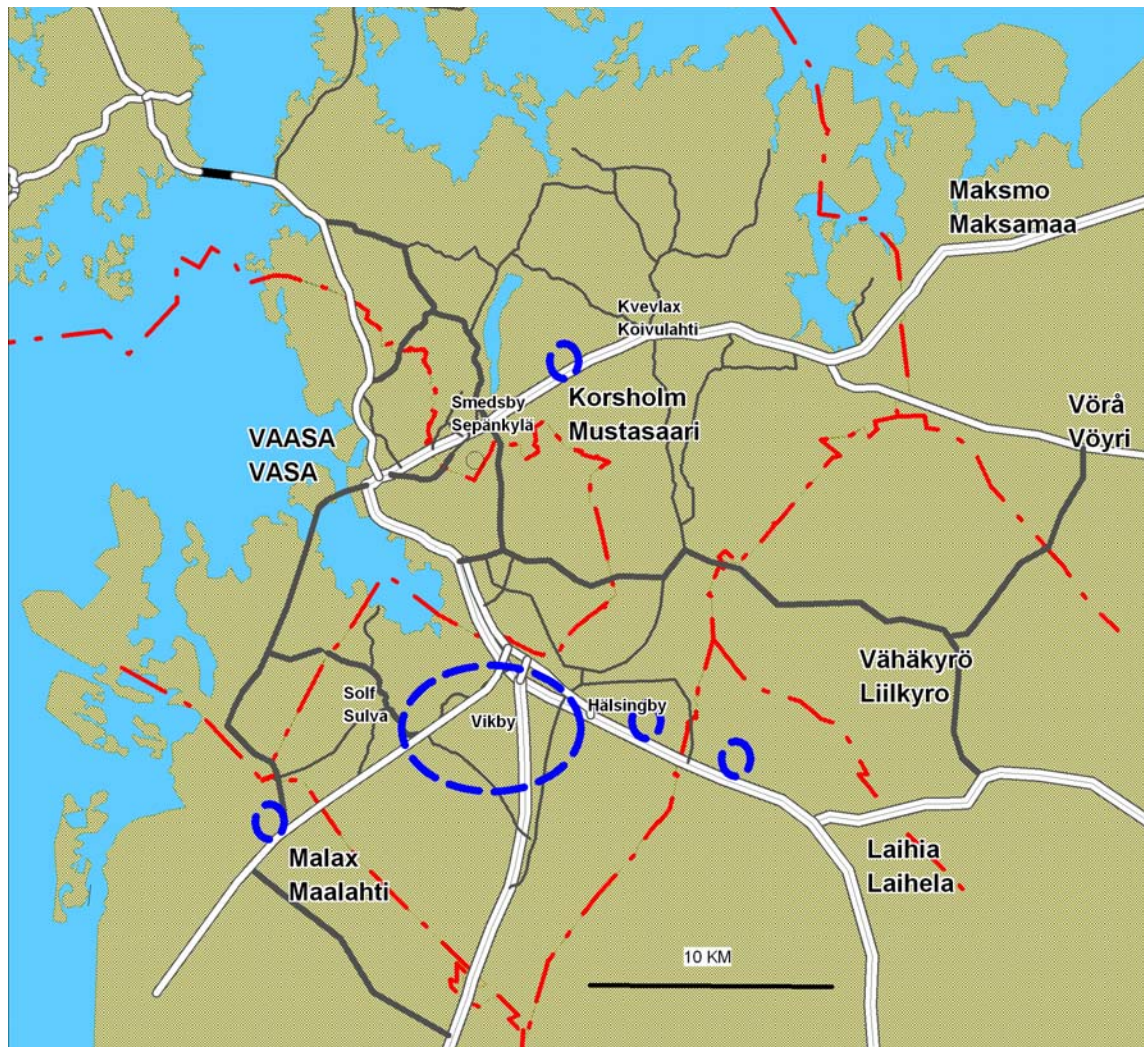 Maksmo
Maksamaa
Kvevlax
Koivulahti
Korsholm
Mustasaari
Smedsby
Sepänkylä
Vörå
Vöyri
VAASA
VASA
Vähäkyrö
Liilkyro
Solf
Sulva
Vikby
Hälsingby
Malax
Maalahti
Laihia
Laihela
10 KM